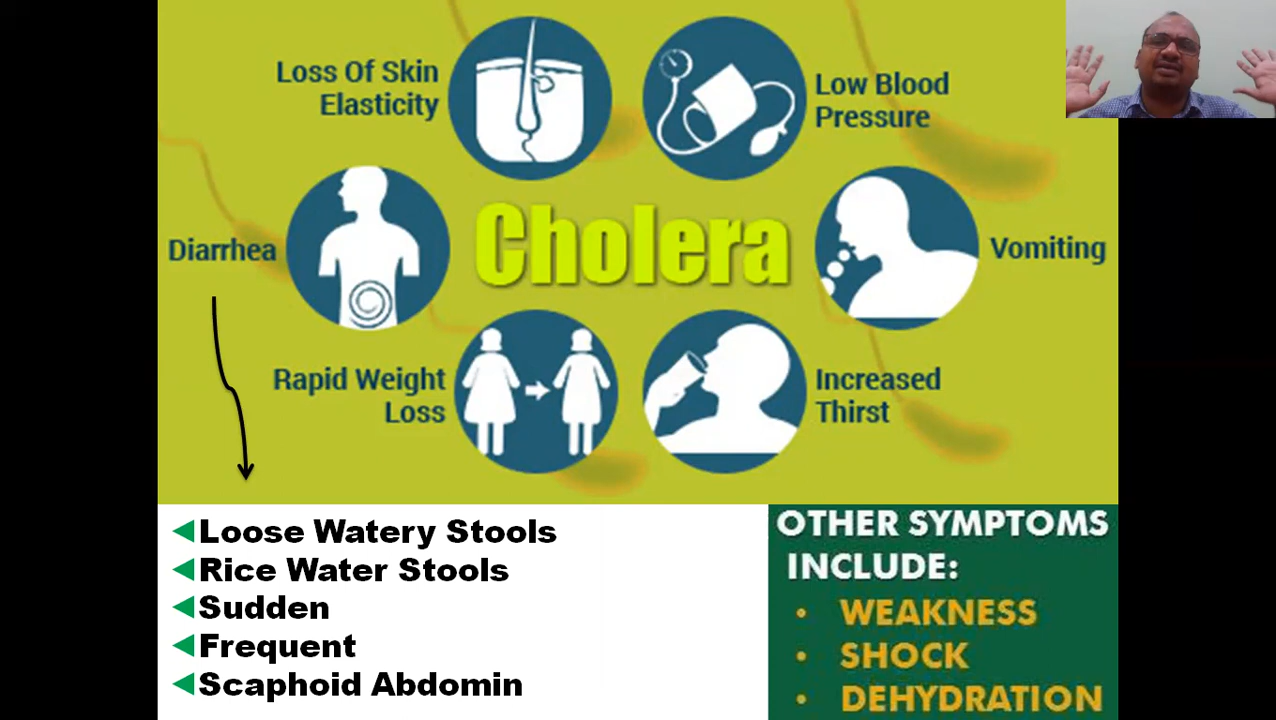 Loss Of Skin
Elasticity
Low Blood
Pressure
Diarrhea
Cholera
Vomiting
Rapid Weight
Loss
Increased
Thirst
Loose Watery Stools
Rice Water Stools
Sudden
Frequent
Scaphoid Abdomin
OTHER SYMPTOMS
INCLUDE:
• WEAKNESS
• SHOCK
• DEHYDRATION